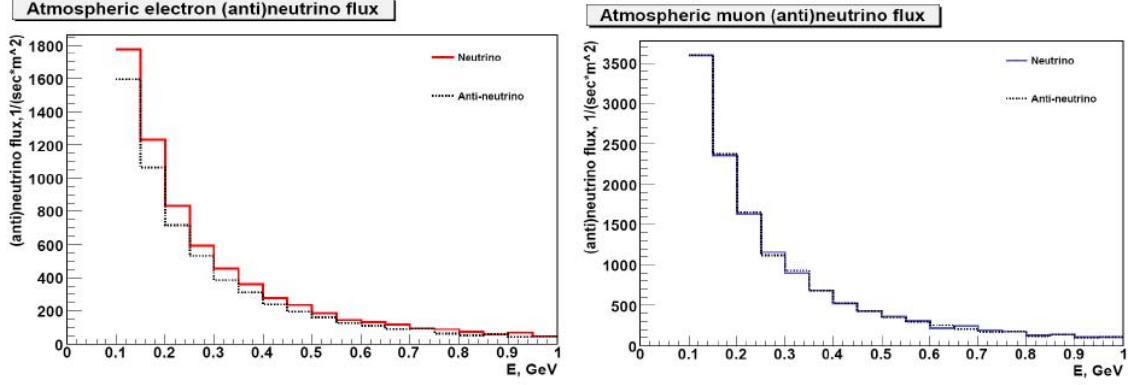 Atmospheric electron (anti)neutrino flux
(anti)neutrino flux,1/(sec*m^2)
1800
1600
1400
1200
1000
800
600
400
200
0
Neutrino
Anti-neutrino
0 0.1 0.2 0.3 0.4 0.5 0.6 0.7 0.8 0.9 1
E, GeV
Atmospheric muon (anti)neutrino flux
(anti)neutrino flux, 1/(sec*m^2)
3500
3000
2500
2000
1500
1000
500
0
Neutrino
Anti-neutrino
0 0.1 0.2 0.3 0.4 0.5 0.6 0.7 0.8 0.9 1
E, GeV